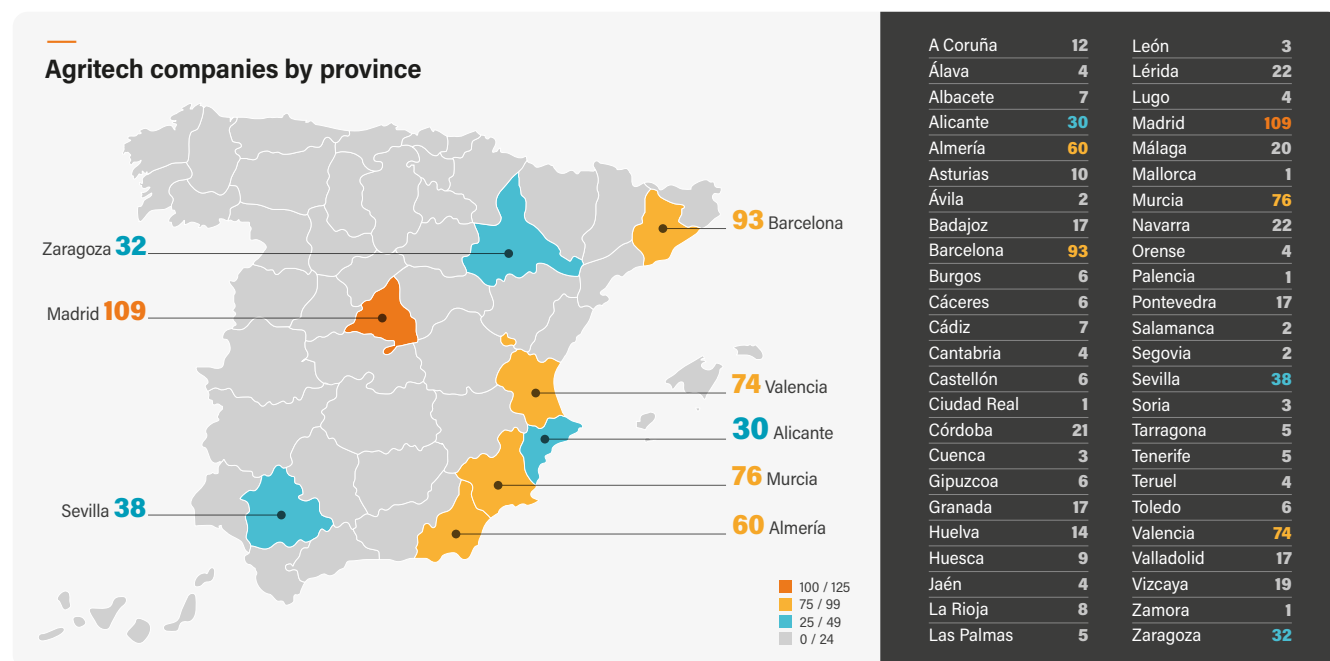 Agritech companies by province
Zaragoza 32
Madrid 109
Sevilla 38
93 Barcelona
74 Valencia
30 Alicante
76 Murcia
60 Almería
100 / 125
75 / 99
25 / 49
0 / 24
A Coruña 12
Álava 4
Albacete 7
Alicante 30
Almería 60
Asturias 10
Ávila 2
Badajoz 17
Barcelona 93
Burgos 6
Cáceres 6
Cádiz 7
Cantabria 4
Castellón 6
Ciudad Real 1
Córdoba 21
Cuenca 3
Gipuzcoa 6
Granada 17
Huelva 14
Huesca 9
Jaén 4
La Rioja 8
Las Palmas 5
León 3
Lérida 22
Lugo 4
Madrid 109
Málaga 20
Mallorca 1
Murcia 76
Navarra 22
Orense 4
Palencia 1
Pontevedra 17
Salamanca 2
Segovia 2
Sevilla 38
Soria 3
Tarragona 5
Tenerife 5
Teruel 4
Toledo 6
Valencia 74
Valladolid 17
Vizcaya 19
Zamora 1
Zaragoza 32